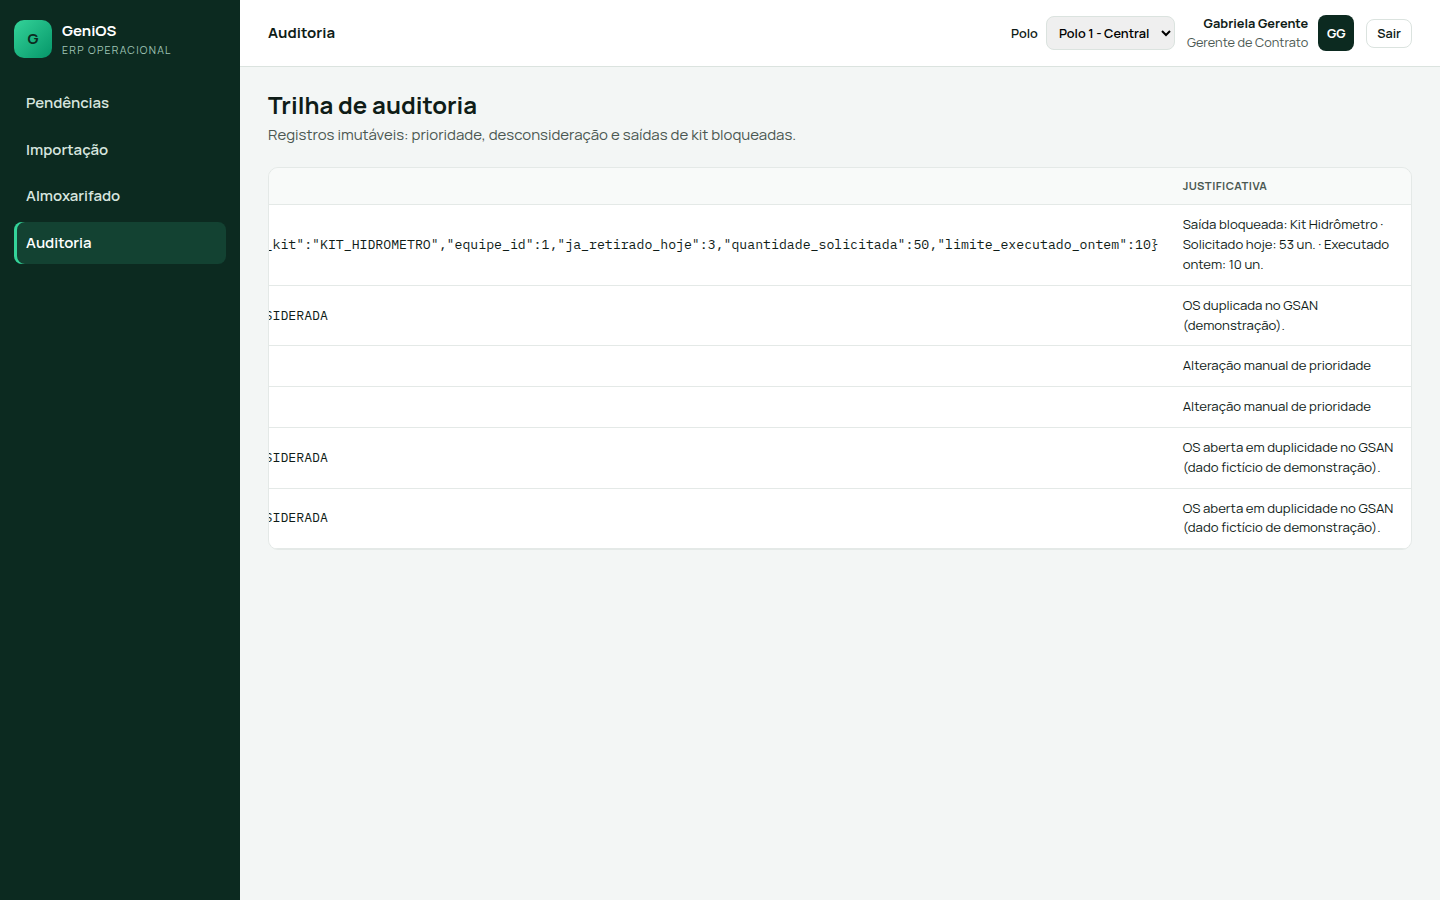 G
GeniOS
ERP OPERACIONAL
Pendências
Importação
Almoxarifado
Auditoria
Auditoria
Polo
Polo 1 - Central
Gabriela Gerente
Gerente de Contrato
GG
Sair
Trilha de auditoria
Registros imutáveis: prioridade, desconsideração e saídas de kit bloqueadas.
JUSTIFICATIVA
_kit":"KIT_HIDROMETRO","equipe_id":1,"ja_retirado_hoje":3,"quantidade_solicitada":50,"limite_executado_ontem":10}
Saída bloqueada: Kit Hidrômetro ·
Solicitado hoje: 53 un. · Executado
ontem: 10 un.
SIDERADA
OS duplicada no GSAN
(demonstração).
Alteração manual de prioridade
Alteração manual de prioridade
SIDERADA
OS aberta em duplicidade no GSAN
(dado fictício de demonstração).
SIDERADA
OS aberta em duplicidade no GSAN
(dado fictício de demonstração).